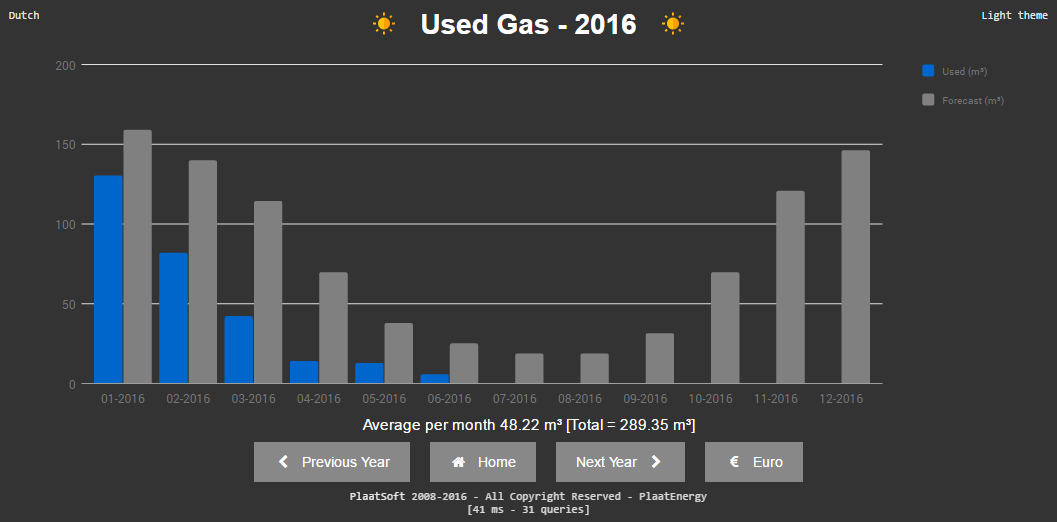 Dutch
Light theme
Used Gas - 2016
200
150
100
50
0
Used (m³)
Forecast (m³)
01-2016 02-2016 03-2016 04-2016 05-2016 06-2016 07-2016 08-2016 09-2016 10-2016 11-2016 12-2016
Average per month 48.22 m³ [Total = 289.35 m³]
Previous Year Home Next Year € Euro
PlaatSoft 2008-2016 - All Copyright Reserved - PlaatEnergy
[41 ms - 31 queries]